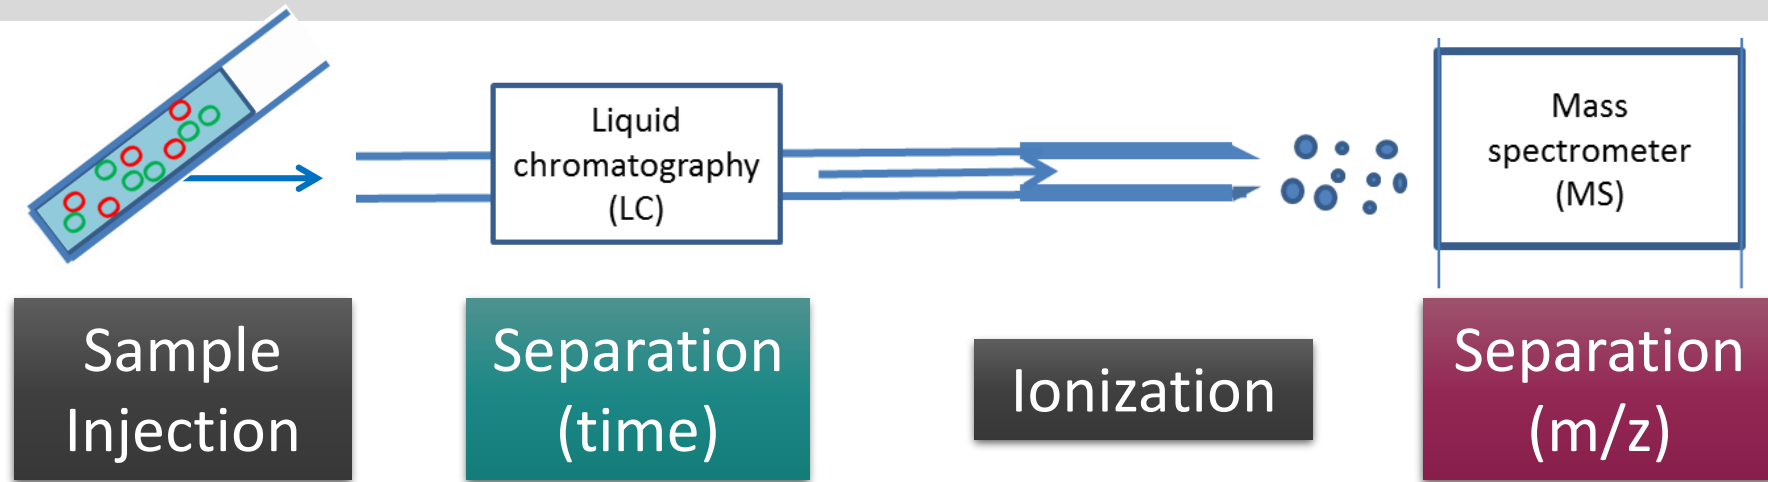 Liquid
chromatography
(LC)
Mass
spectrometer
(MS)
Sample
Injection
Separation
(time)
Ionization
Separation
(m/z)